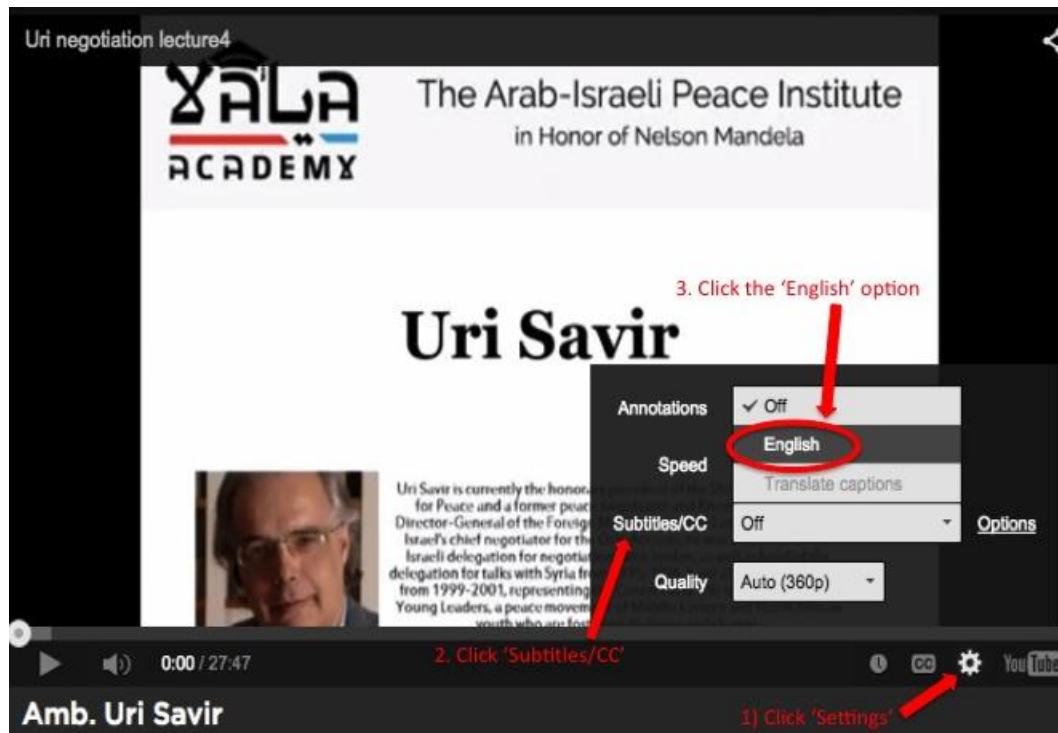 Uri negotiation lecture4
ACADEMY
The Arab-Israeli Peace Institute
in Honor of Nelson Mandela
3. Click the ‘English’ option
Uri Savir
Annotations
✓ Off
English
Speed
Translate captions
Subtitles/CC
Off
Options
Quality
Auto (360p)
Uri Savir is currently the honor
for Peace and a former peac
Director-General of the Foreig
Israel's chief negotiator for the
Israeli delegation for negotiat
delegation for talks with Syria fr
from 1999-2001, representing
Young Leaders, a peace movem
youth who are fost
2. Click ‘Subtitles/CC’
0:00 / 27:47
CC
YouTube
Amb. Uri Savir
1) Click ‘Settings’